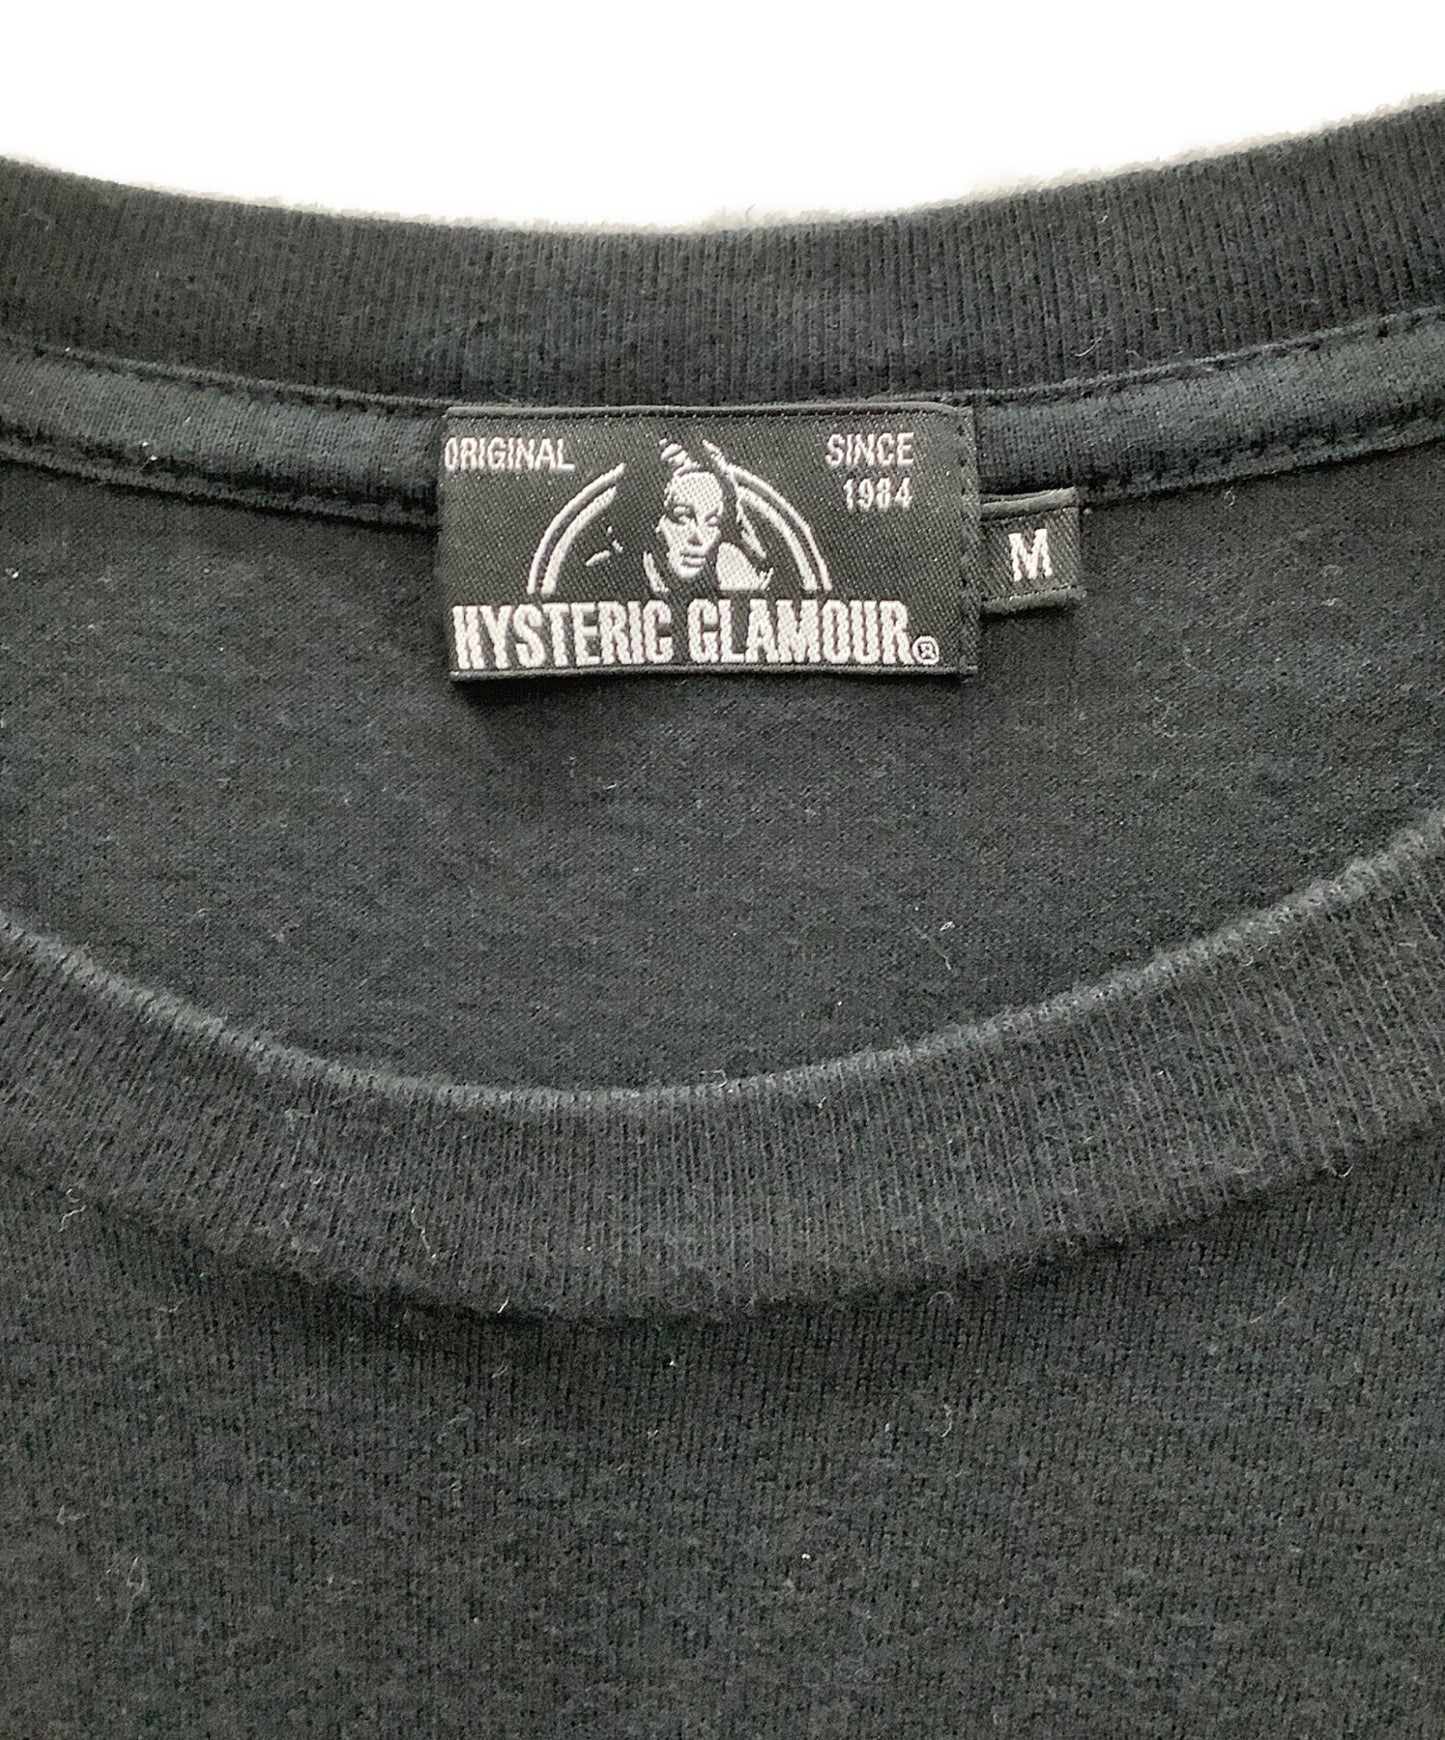 ORIGINAL
SINCE
1984
HYSTERIC GLAMOUR®
M